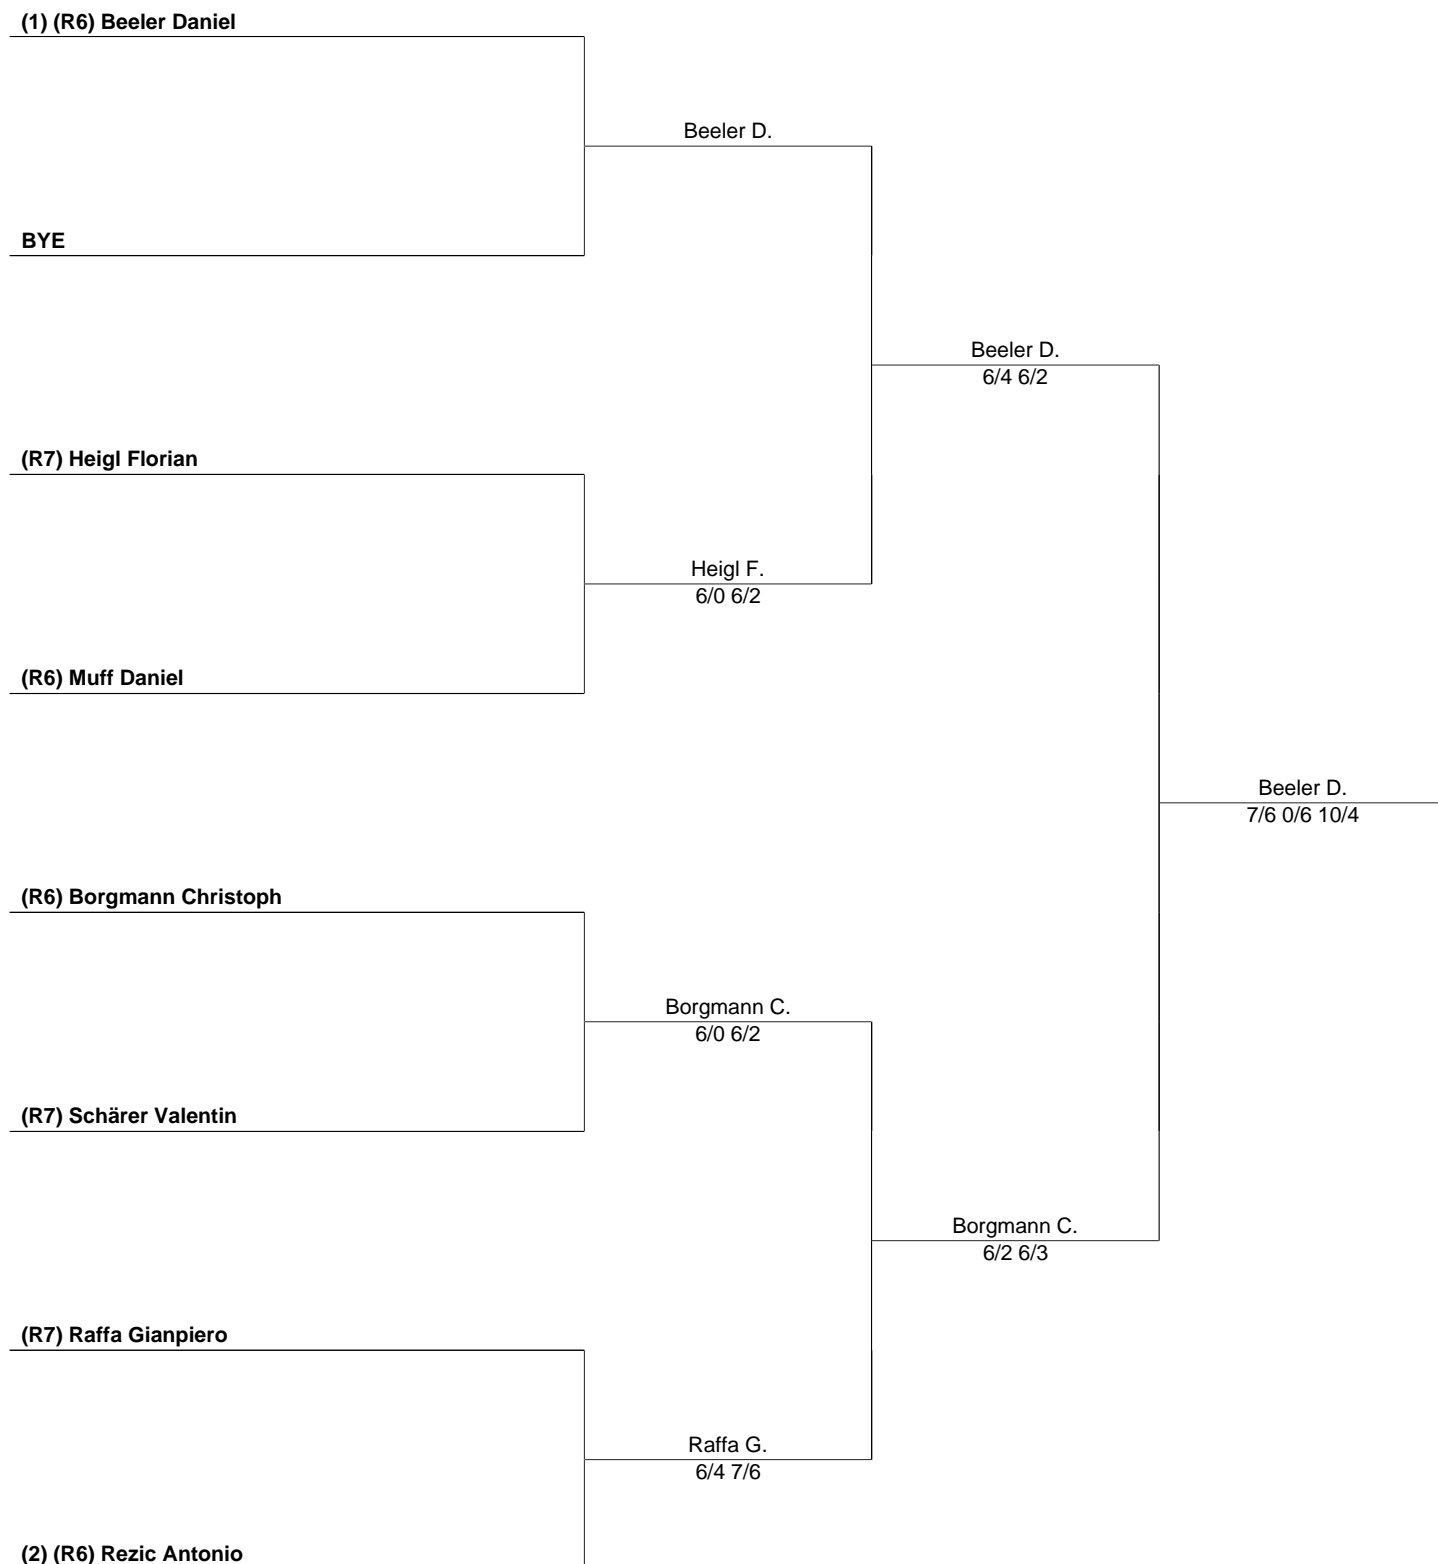 (1) (R6) Beeler Daniel
Beeler D.
BYE
Beeler D.
6/4 6/2
(R7) Heigl Florian
Heigl F.
6/0 6/2
(R6) Muff Daniel
Beeler D.
7/6 0/6 10/4
(R6) Borgmann Christoph
Borgmann C.
6/0 6/2
(R7) Schärer Valentin
Borgmann C.
6/2 6/3
(R7) Raffa Gianpiero
Raffa G.
6/4 7/6
(2) (R6) Rezic Antonio